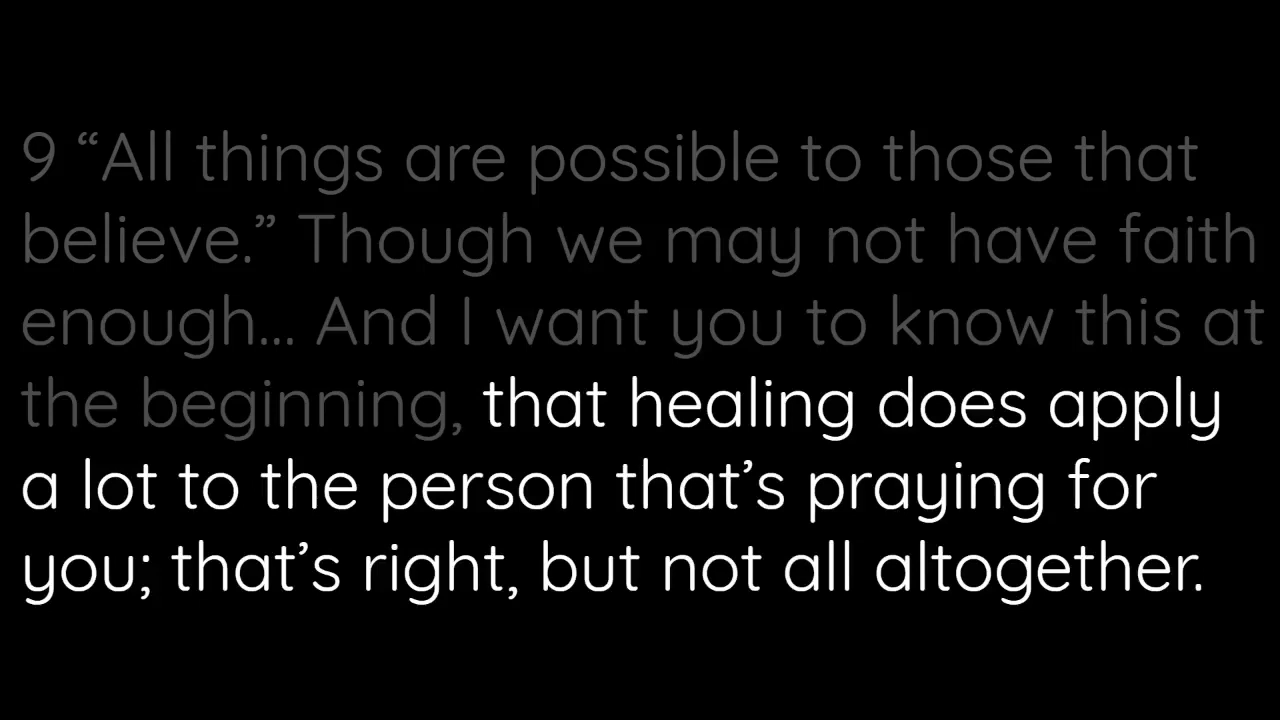 9 “All things are possible to those that
believe.” Though we may not have faith
enough... And I want you to know this at
the beginning, that healing does apply
a lot to the person that’s praying for
you; that’s right, but not all altogether.